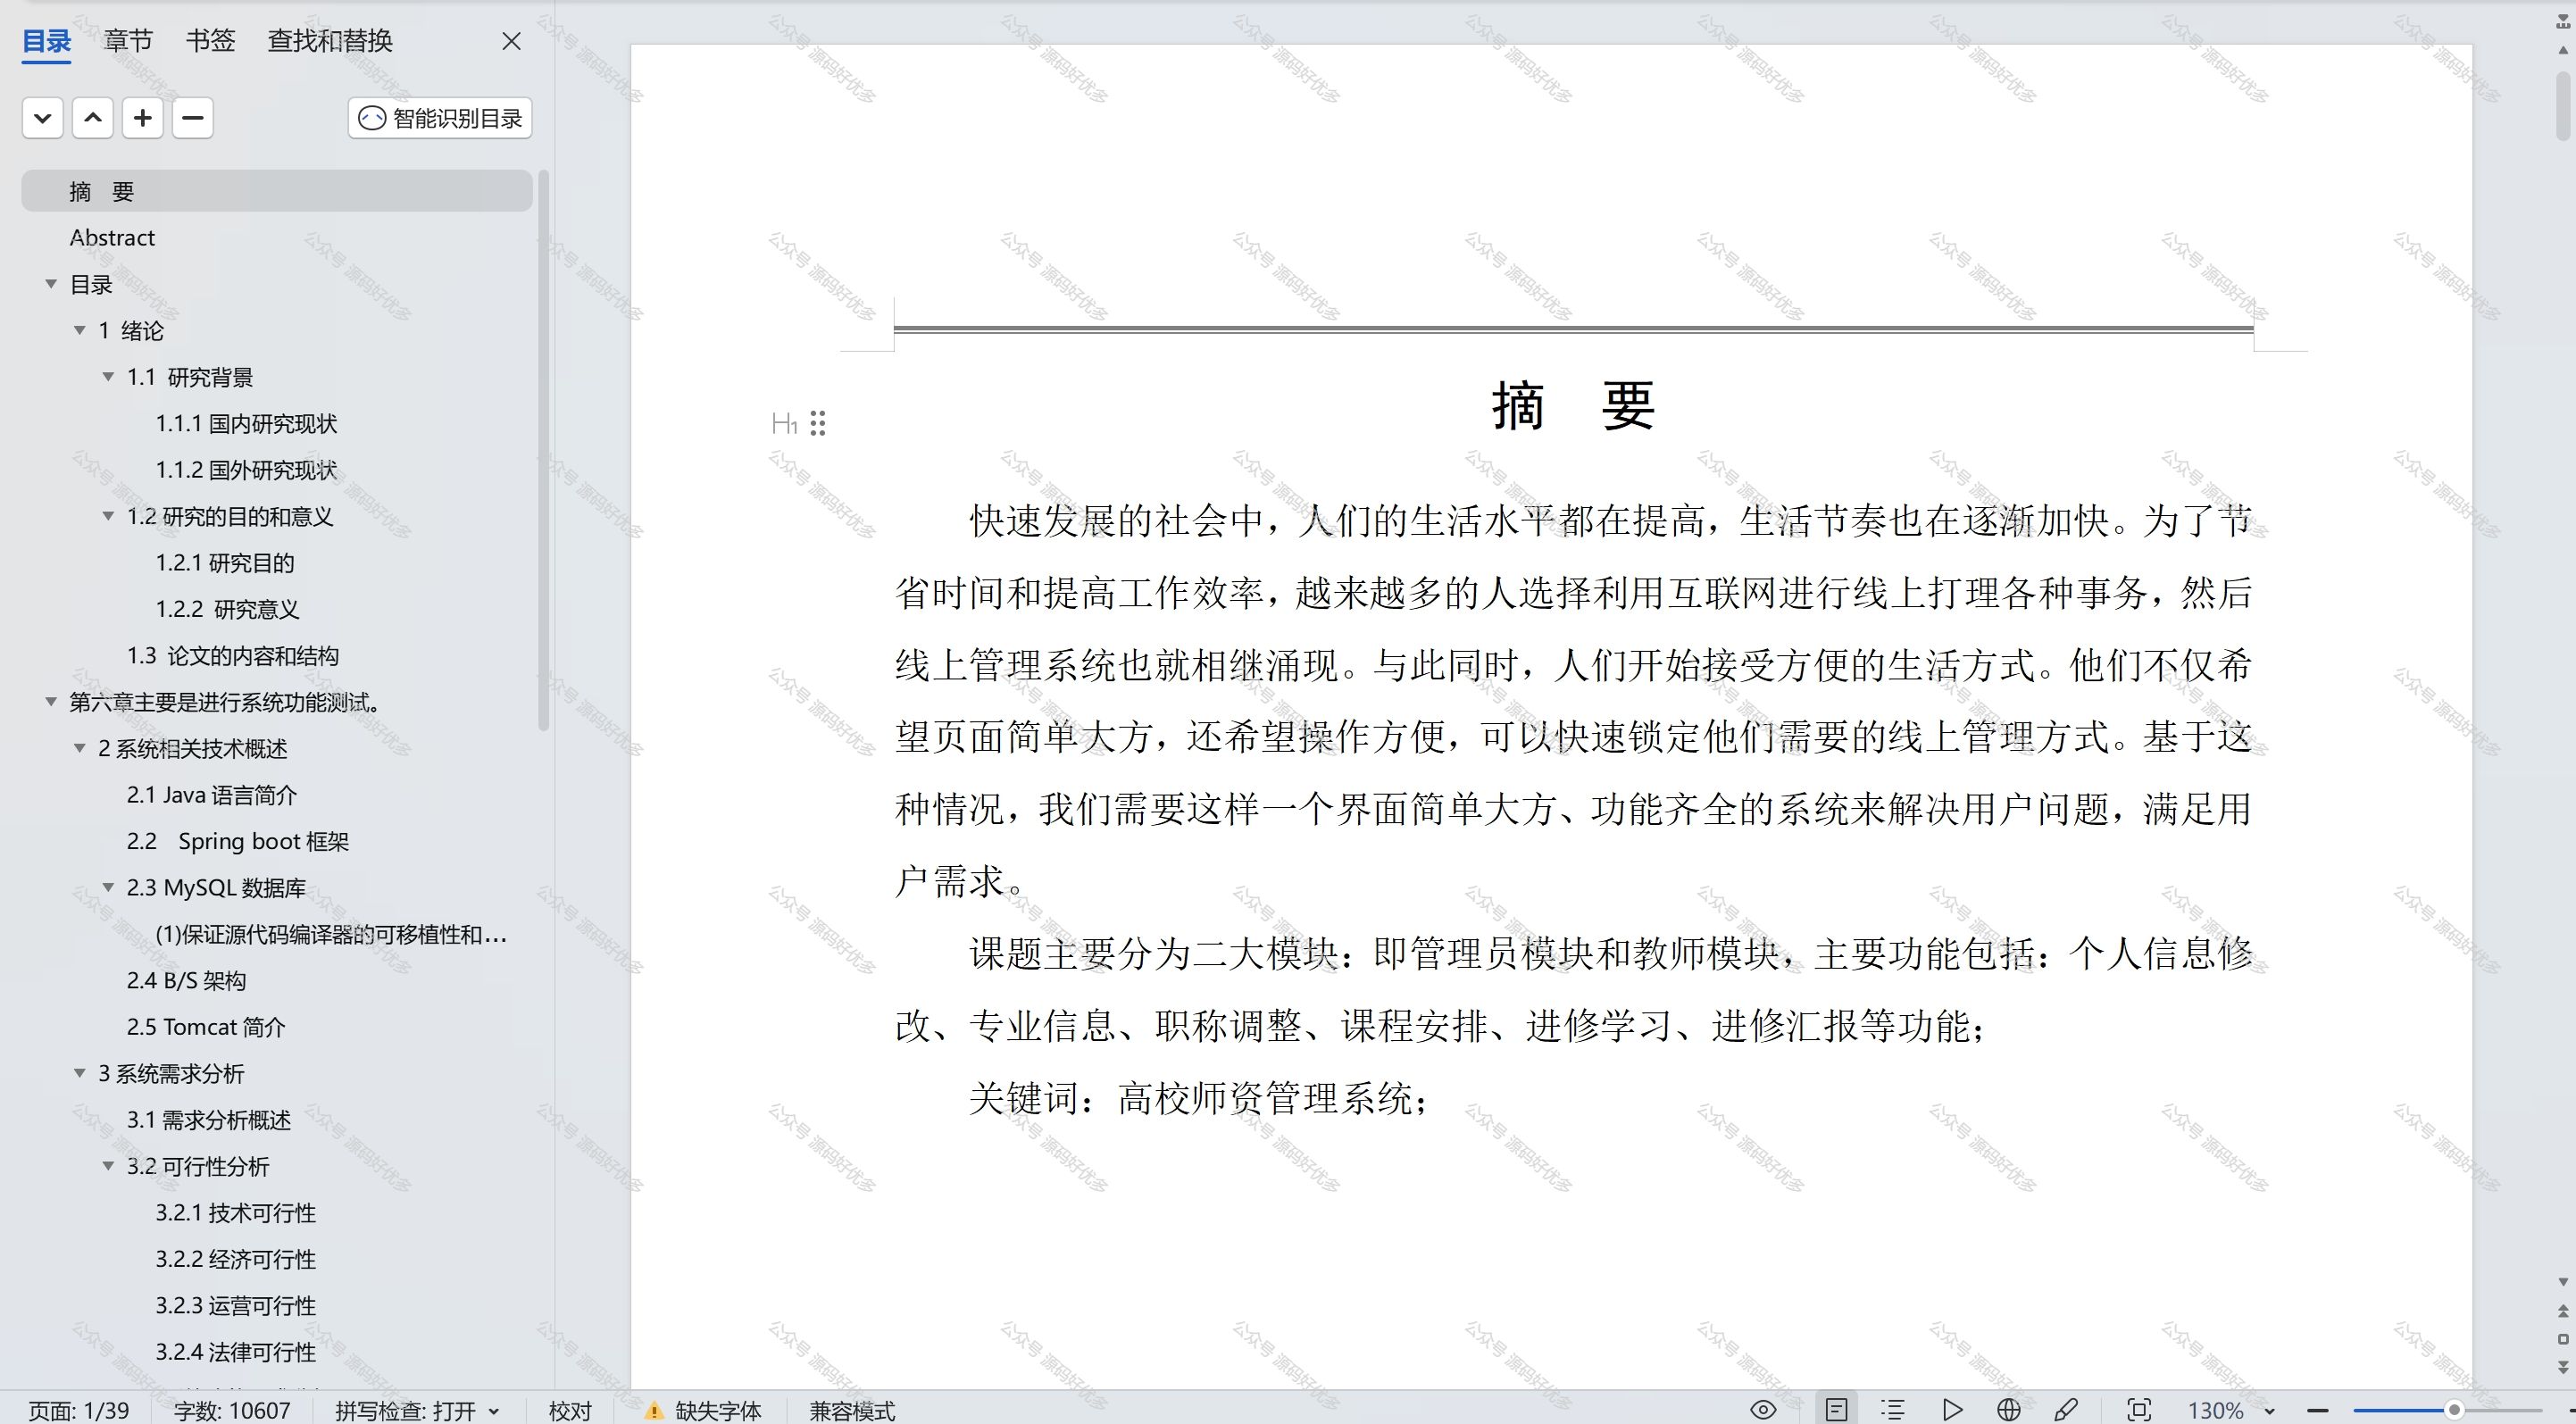 目录 章节 书签 查找和替换
智能识别目录
摘 要
Abstract
目录
1 绪论
1.1 研究背景
1.1.1 国内研究现状
1.1.2 国外研究现状
1.2 研究的目的和意义
1.2.1 研究目的
1.2.2 研究意义
1.3 论文的内容和结构
第六章主要是进行系统功能测试。
2 系统相关技术概述
2.1 Java 语言简介
2.2 Spring boot 框架
2.3 MySQL 数据库
(1)保证源代码编译器的可移植性和...
2.4 B/S 架构
2.5 Tomcat 简介
3 系统需求分析
3.1 需求分析概述
3.2 可行性分析
3.2.1 技术可行性
3.2.2 经济可行性
3.2.3 运营可行性
3.2.4 法律可行性
H1
摘 要
快速发展的社会中，人们的生活水平都在提高，生活节奏也在逐渐加快。为了节
省时间和提高工作效率，越来越多的人选择利用互联网进行线上打理各种事务，然后
线上管理系统也就相继涌现。与此同时，人们开始接受方便的生活方式。他们不仅希
望页面简单大方，还希望操作方便，可以快速锁定他们需要的线上管理方式。基于这
种情况，我们需要这样一个界面简单大方、功能齐全的系统来解决用户问题，满足用
户需求。
课题主要分为二大模块：即管理员模块和教师模块，主要功能包括：个人信息修
改、专业信息、职称调整、课程安排、进修学习、进修汇报等功能；
关键词：高校师资管理系统；
页面: 1/39 字数: 10607 拼写检查: 打开 校对 缺失字体 兼容模式 130%
公众号 源码好优多